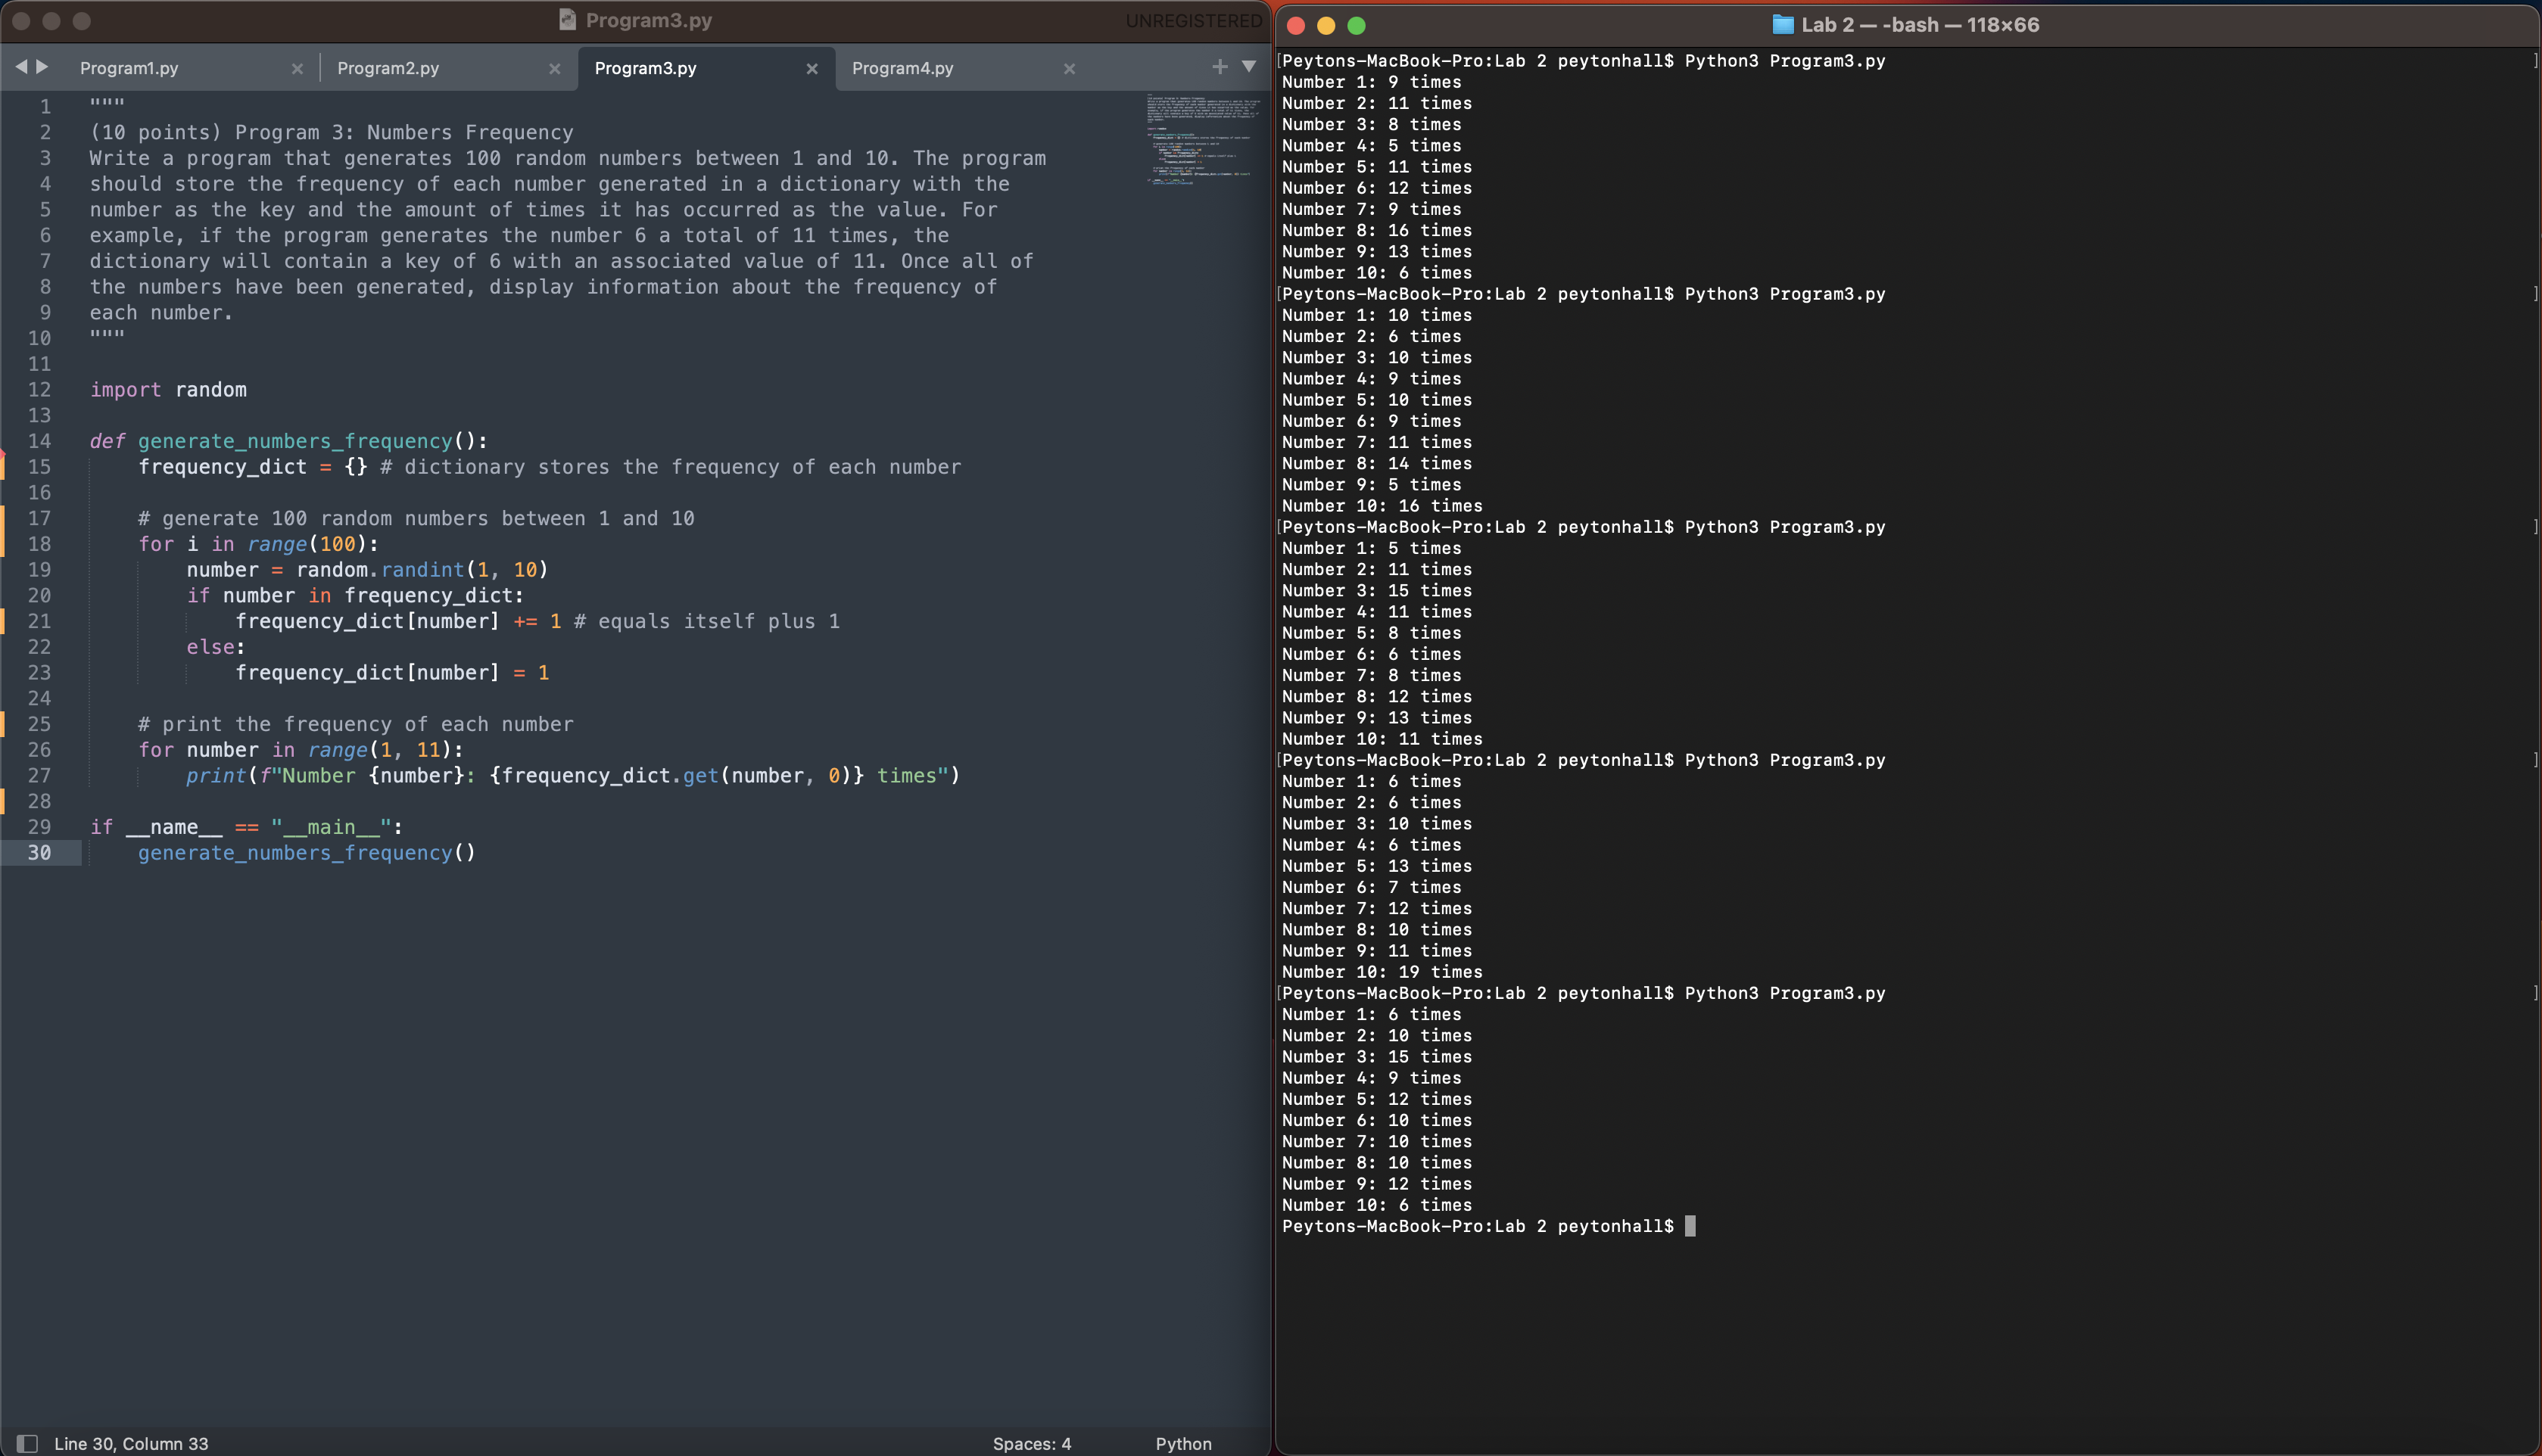 Program3.py
UNREGISTERED
Program1.py
Program2.py
Program3.py
Program4.py
1 """
2 (10 points) Program 3: Numbers Frequency
3 Write a program that generates 100 random numbers between 1 and 10. The program
4 should store the frequency of each number generated in a dictionary with the
5 number as the key and the amount of times it has occurred as the value. For
6 example, if the program generates the number 6 a total of 11 times, the
7 dictionary will contain a key of 6 with an associated value of 11. Once all of
8 the numbers have been generated, display information about the frequency of
9 each number.
10 """
11
12 import random
13
14 def generate_numbers_frequency():
15     frequency_dict = {} # dictionary stores the frequency of each number
16
17     # generate 100 random numbers between 1 and 10
18     for i in range(100):
19         number = random.randint(1, 10)
20         if number in frequency_dict:
21             frequency_dict[number] += 1 # equals itself plus 1
22         else:
23             frequency_dict[number] = 1
24
25     # print the frequency of each number
26     for number in range(1, 11):
27         print(f"Number {number}: {frequency_dict.get(number, 0)} times")
28
29 if __name__ == "__main__":
30     generate_numbers_frequency()
Line 30, Column 33
Spaces: 4
Python
Lab 2 — -bash — 118×66
[Peytons-MacBook-Pro:Lab 2 peytonhall$ Python3 Program3.py ]
Number 1: 9 times
Number 2: 11 times
Number 3: 8 times
Number 4: 5 times
Number 5: 11 times
Number 6: 12 times
Number 7: 9 times
Number 8: 16 times
Number 9: 13 times
Number 10: 6 times
[Peytons-MacBook-Pro:Lab 2 peytonhall$ Python3 Program3.py ]
Number 1: 10 times
Number 2: 6 times
Number 3: 10 times
Number 4: 9 times
Number 5: 10 times
Number 6: 9 times
Number 7: 11 times
Number 8: 14 times
Number 9: 5 times
Number 10: 16 times
[Peytons-MacBook-Pro:Lab 2 peytonhall$ Python3 Program3.py ]
Number 1: 5 times
Number 2: 11 times
Number 3: 15 times
Number 4: 11 times
Number 5: 8 times
Number 6: 6 times
Number 7: 8 times
Number 8: 12 times
Number 9: 13 times
Number 10: 11 times
[Peytons-MacBook-Pro:Lab 2 peytonhall$ Python3 Program3.py ]
Number 1: 6 times
Number 2: 6 times
Number 3: 10 times
Number 4: 6 times
Number 5: 13 times
Number 6: 7 times
Number 7: 12 times
Number 8: 10 times
Number 9: 11 times
Number 10: 19 times
[Peytons-MacBook-Pro:Lab 2 peytonhall$ Python3 Program3.py ]
Number 1: 6 times
Number 2: 10 times
Number 3: 15 times
Number 4: 9 times
Number 5: 12 times
Number 6: 10 times
Number 7: 10 times
Number 8: 10 times
Number 9: 12 times
Number 10: 6 times
Peytons-MacBook-Pro:Lab 2 peytonhall$